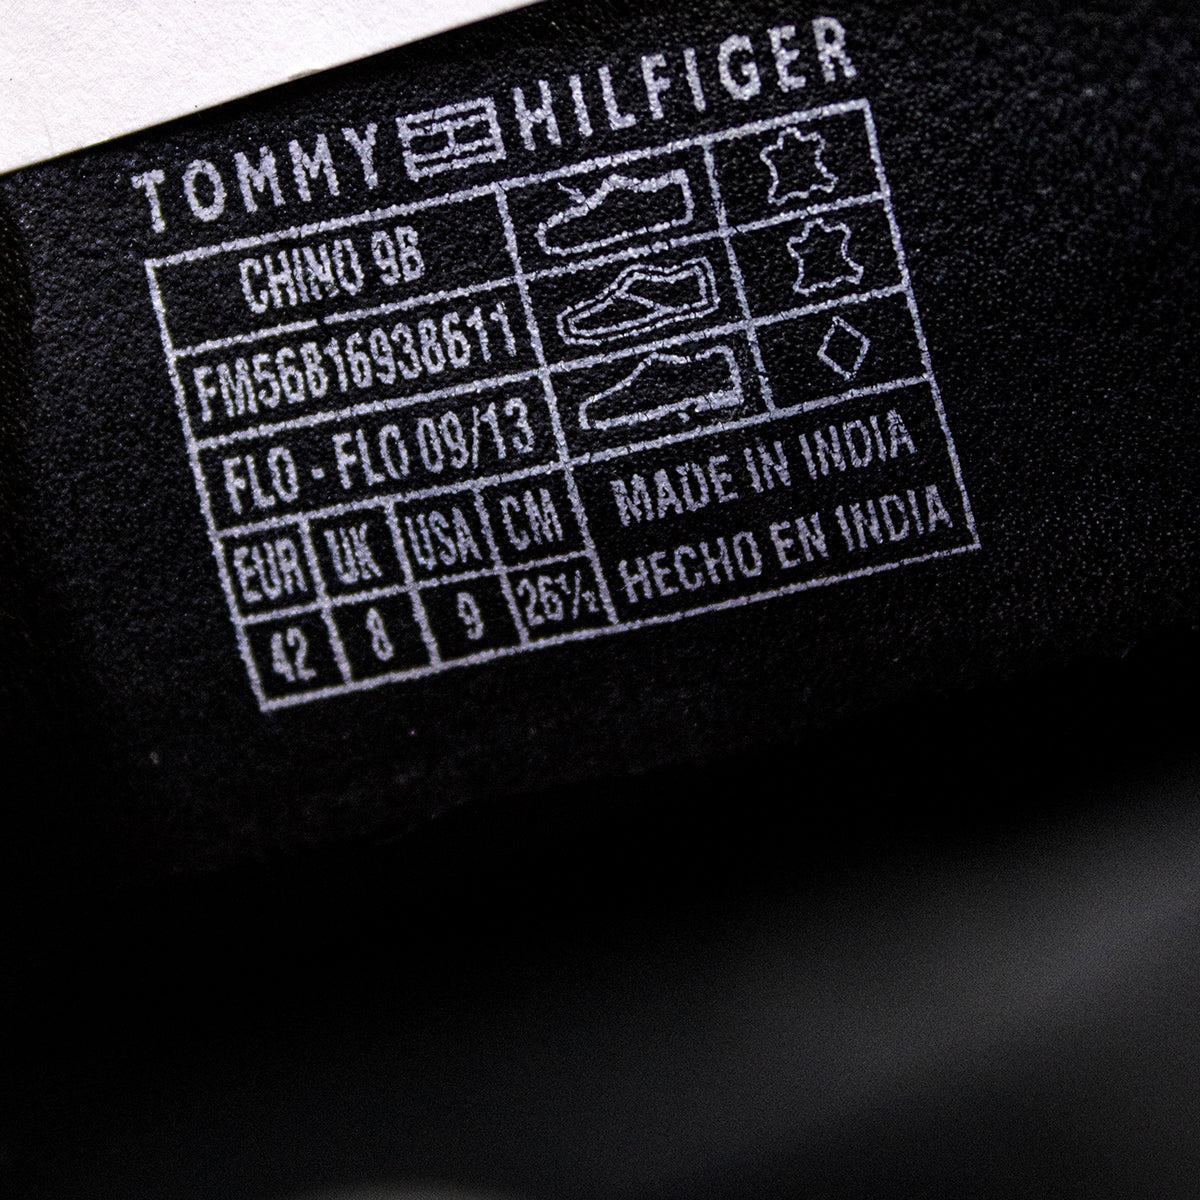 TOMMY HILFIGER
CHINO 9B
FM56816938611
FLO - FLO 09/13
EUR UK USA CM
42 8 9 26½
MADE IN INDIA
HECHO EN INDIA